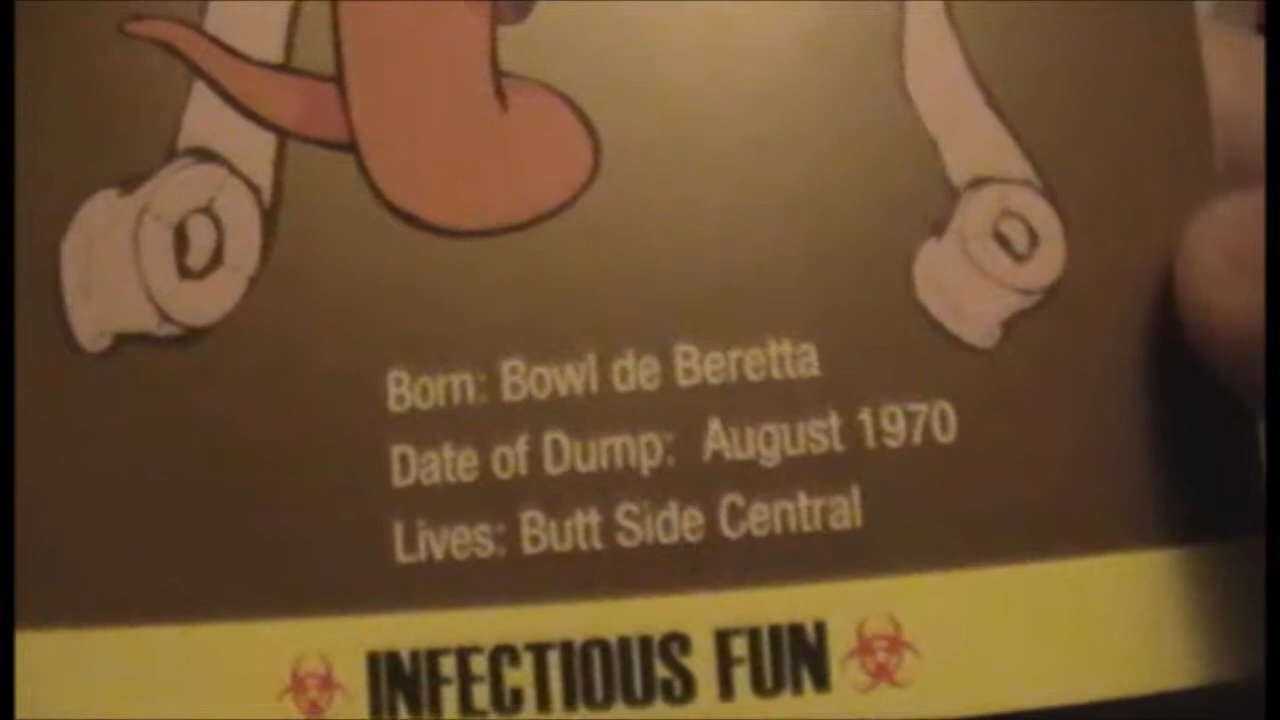 Born: Bowl de Beretta
Date of Dump: August 1970
Lives: Butt Side Central
INFECTIOUS FUN